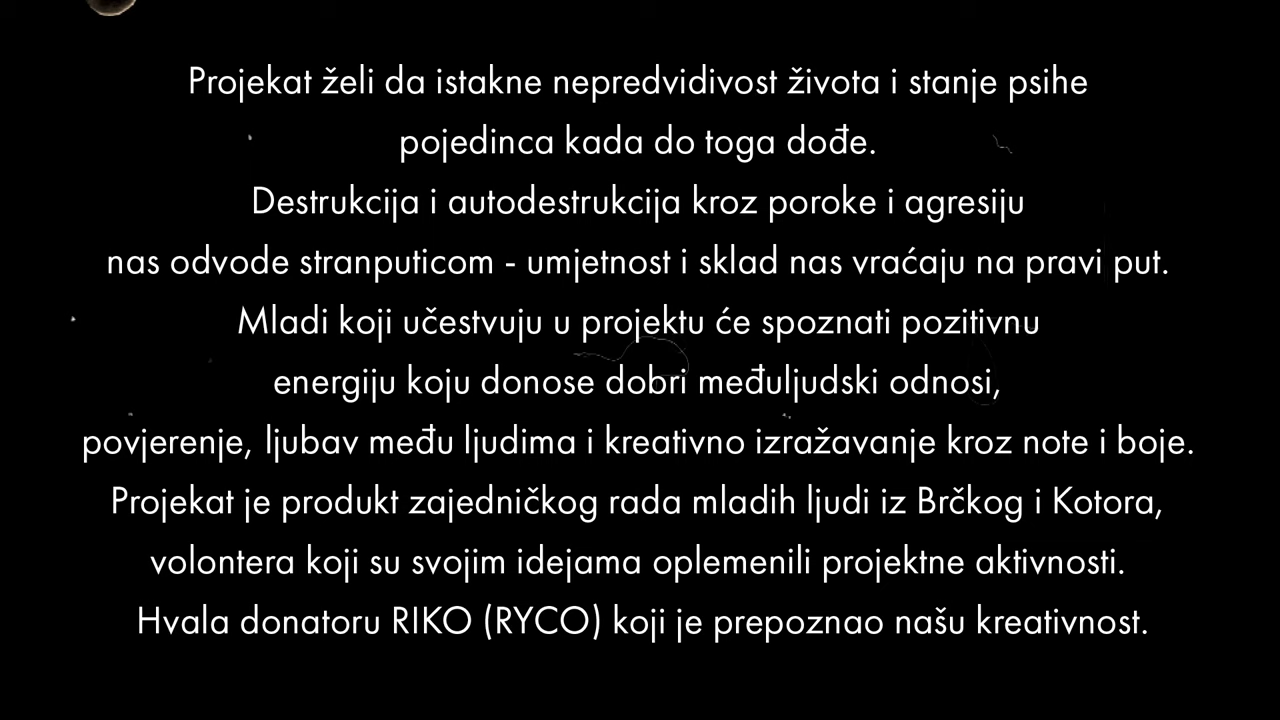 Projekat želi da istakne nepredvidivost života i stanje psihe
pojedinca kada do toga dođe.
Destrukcija i autodestrukcija kroz poroke i agresiju
nas odvode stranputicom - umjetnost i sklad nas vraćaju na pravi put.
Mladi koji učestvuju u projektu će spoznati pozitivnu
energiju koju donose dobri međuljudski odnosi,
povjerenje, ljubav među ljudima i kreativno izražavanje kroz note i boje.
Projekat je produkt zajedničkog rada mladih ljudi iz Brčkog i Kotora,
volontera koji su svojim idejama oplemenili projektne aktivnosti.
Hvala donatoru RIKO (RYCO) koji je prepoznao našu kreativnost.